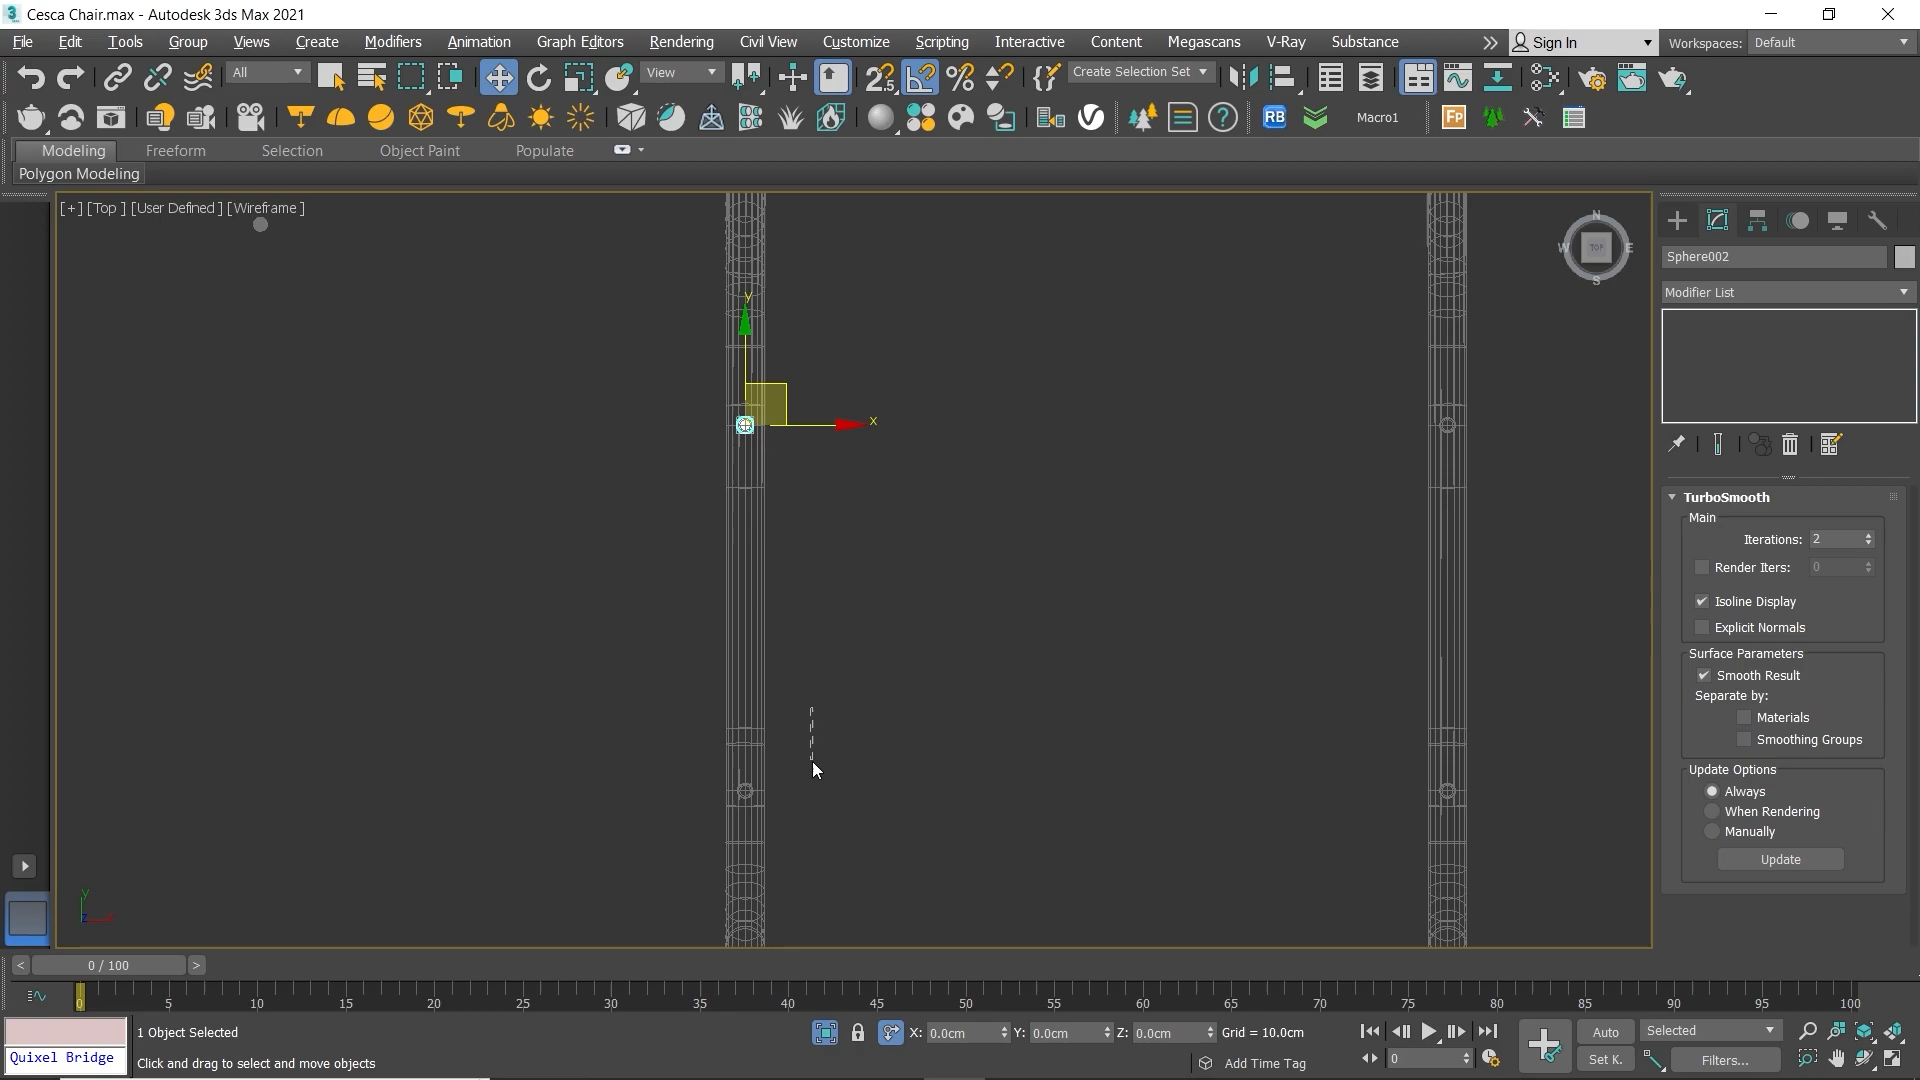 Cesca Chair.max - Autodesk 3ds Max 2021
File Edit Tools Group Views Create Modifiers Animation Graph Editors Rendering Civil View Customize Scripting Interactive Content Megascans V-Ray Substance Sign In Workspaces: Default
All View Create Selection Set
RB Macro1 Fp
Modeling Freeform Selection Object Paint Populate
Polygon Modeling
[+] [Top ] [User Defined ] [Wireframe ]
N
W TOP E
S
Sphere002
Modifier List
y
x
TurboSmooth
Main
Iterations: 2
Render Iters: 0
Isoline Display
Explicit Normals
Surface Parameters
Smooth Result
Separate by:
Materials
Smoothing Groups
Update Options
Always
When Rendering
Manually
Update
y
z
< 0 / 100 >
0 5 10 15 20 25 30 35 40 45 50 55 60 65 70 75 80 85 90 95 100
1 Object Selected X: 0.0cm Y: 0.0cm Z: 0.0cm Grid = 10.0cm Auto Selected
Quixel Bridge Click and drag to select and move objects Add Time Tag 0 Set K. Filters...